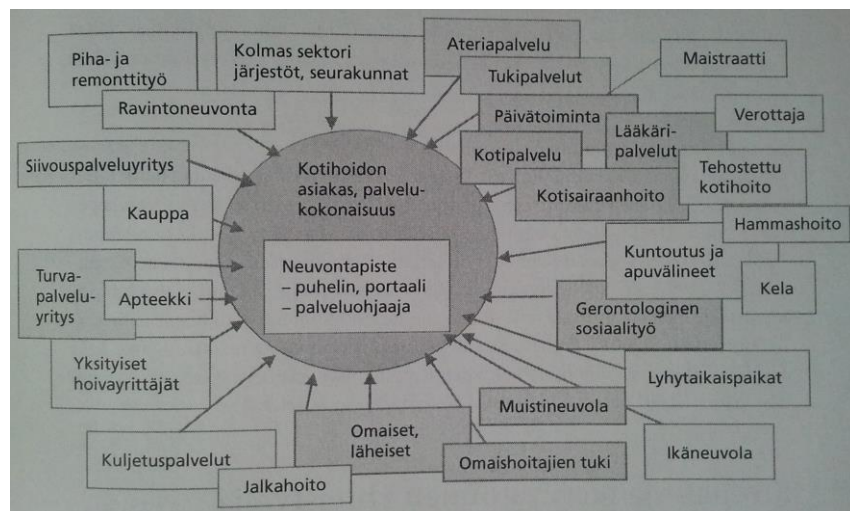 Piha- ja
remonttityö
Kolmas sektori
järjestöt, seurakunnat
Ateriapalvelu
Tukipalvelut
Maistraatti
Ravintoneuvonta
Päivätoiminta
Lääkäri-
palvelut
Verottaja
Siivouspalveluyritys
Kotihoidon
asiakas, palvelu-
kokonaisuus
Kotipalvelu
Tehostettu
kotihoito
Kotisairaanhoito
Kauppa
Hammashoito
Neuvontapiste
– puhelin, portaali
– palveluohjaaja
Kuntoutus ja
apuvälineet
Kela
Turva-
palvelu-
yritys
Apteekki
Gerontologinen
sosiaalityö
Yksityiset
hoivayrittäjät
Lyhytaikaispaikat
Muistineuvola
Omaiset,
läheiset
Ikäneuvola
Kuljetuspalvelut
Omaishoitajien tuki
Jalkahoito